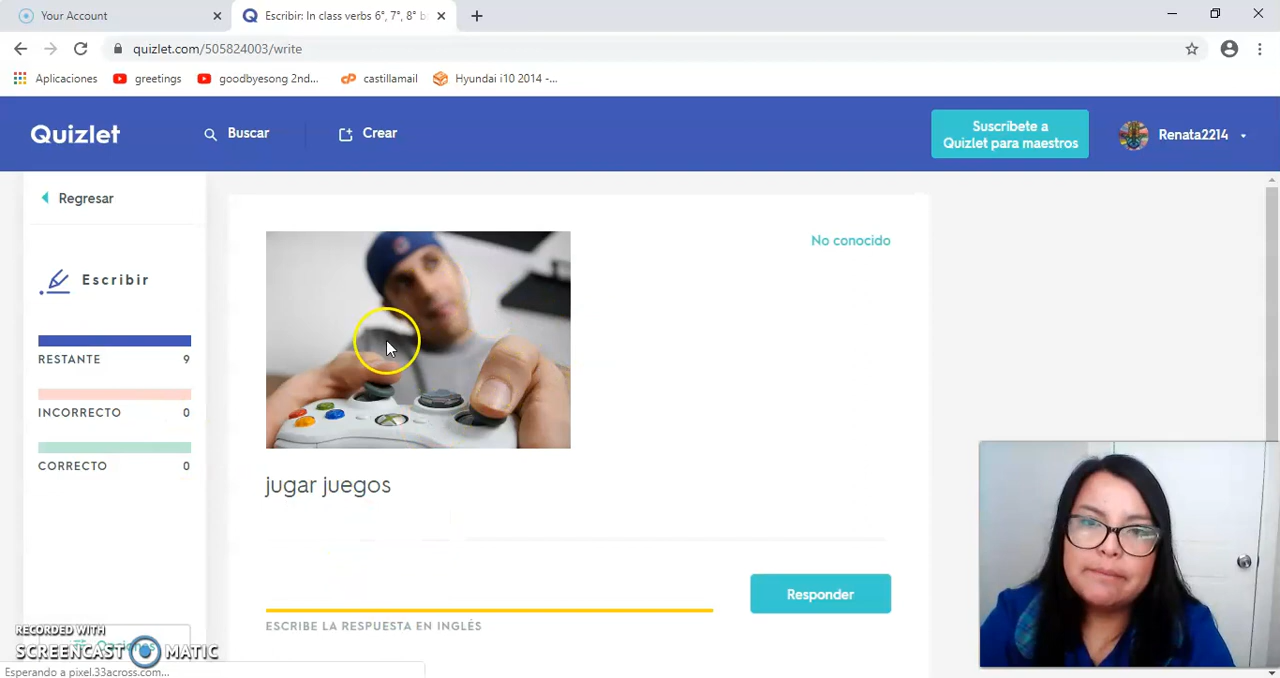 Your Account
Escribir: In class verbs 6°, 7°, 8° b
quizlet.com/505824003/write
Aplicaciones
greetings
goodbyesong 2nd...
cP castillamail
Hyundai i10 2014 -...
Quizlet
Buscar
Crear
Suscríbete a
Quizlet para maestros
Renata2214
Regresar
Escribir
RESTANTE 9
INCORRECTO 0
CORRECTO 0
No conocido
jugar juegos
Responder
ESCRIBE LA RESPUESTA EN INGLÉS
RECORDED WITH
SCREENCAST MATIC
Esperando a pixel.33across.com...